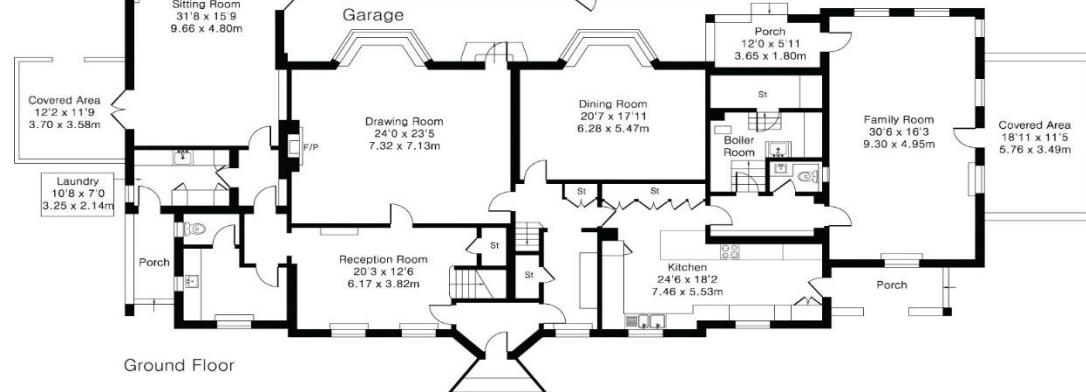 Sitting Room
31'8 x 15'9
9.66 x 4.80m
Garage
Porch
12'0 x 5'11
3.65 x 1.80m
Covered Area
12'2 x 11'9
3.70 x 3.58m
Drawing Room
24'0 x 23'5
7.32 x 7.13m
F/P
Dining Room
20'7 x 17'11
6.28 x 5.47m
St
Boiler
Room
Family Room
30'6 x 16'3
9.30 x 4.95m
Covered Area
18'11 x 11'5
5.76 x 3.49m
Laundry
10'8 x 7'0
3.25 x 2.14m
St
St
Porch
Reception Room
20'3 x 12'6
6.17 x 3.82m
St
St
Kitchen
24'6 x 18'2
7.46 x 5.53m
Porch
Ground Floor